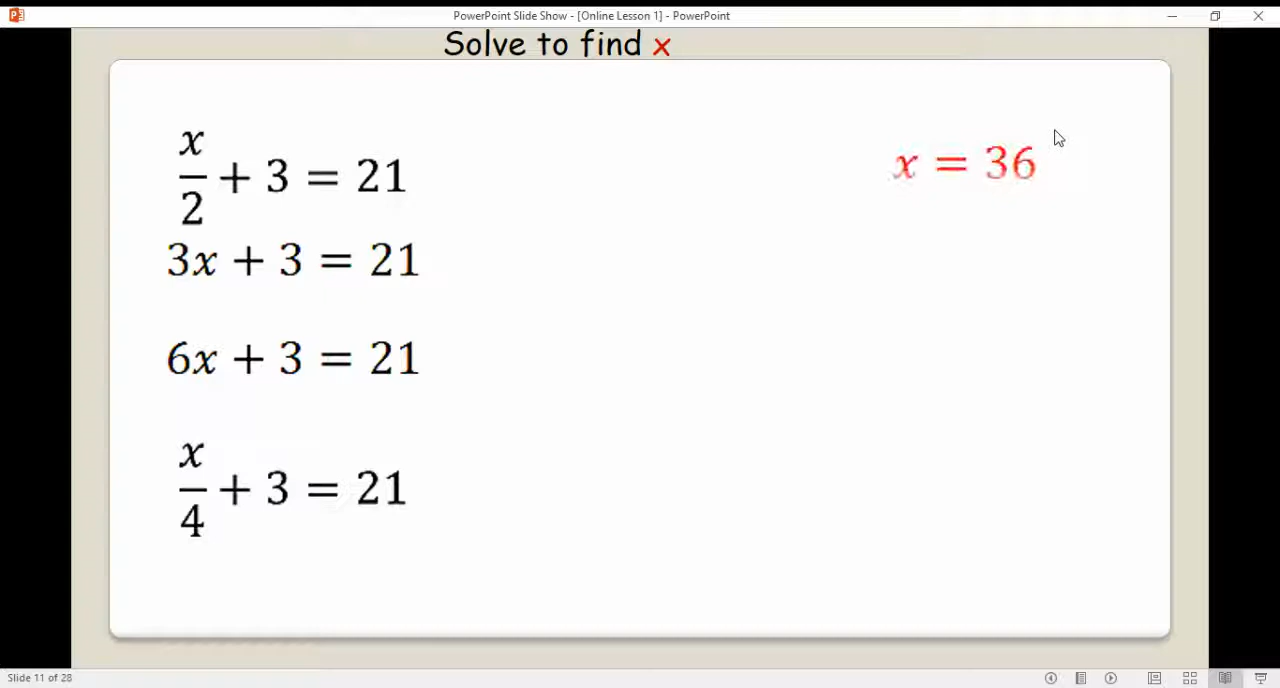 PowerPoint Slide Show - [Online Lesson 1] - PowerPoint
Solve to find x
x/2 + 3 = 21
x = 36
3x + 3 = 21
6x + 3 = 21
x/4 + 3 = 21
Slide 11 of 28